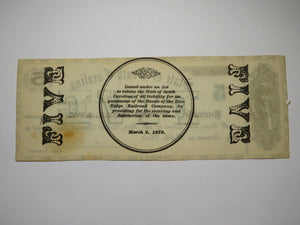 FIVE
Issued under an Act
to relieve the State of South
Carolina of all liability for its
guaranties of the Bonds of the Blue
Ridge Railroad Company, by
providing for the securing and
destruction of the same.
March 2, 1872.
FIVE